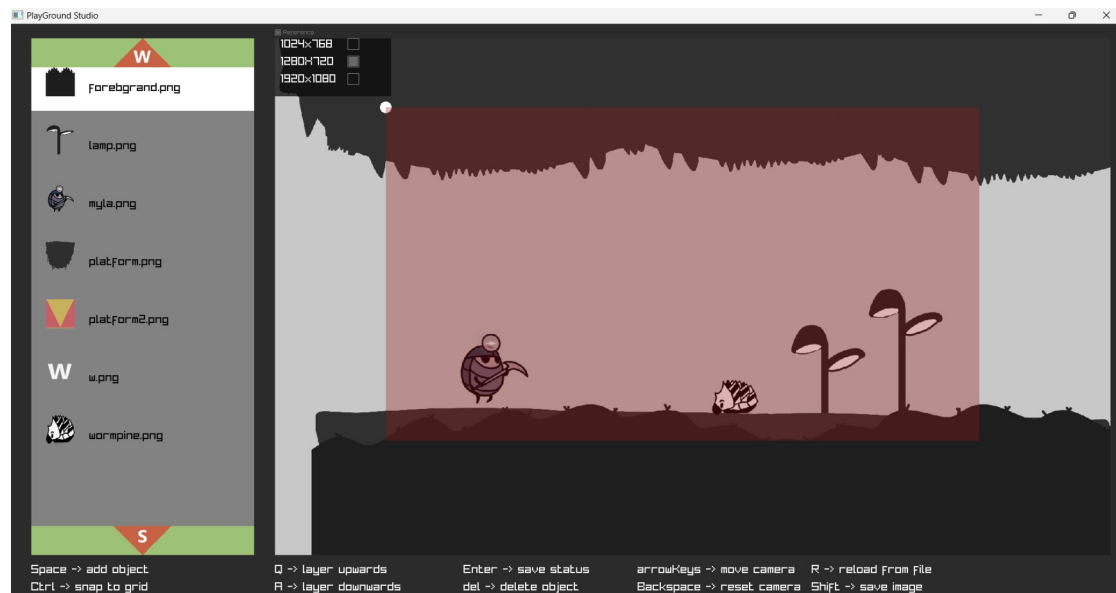 PlayGround Studio
Reference
W
1024x768
1280x720
1920x1080
Forebgrand.png
lamp.png
myla.png
platform.png
platform2.png
W
w.png
wormpine.png
S
Space -> add object
Q -> layer upwards
Enter -> save status
arrowKeys -> move camera
R -> reload from file
Ctrl -> snap to grid
A -> layer downwards
del -> delete object
Backspace -> reset camera
Shift -> save image